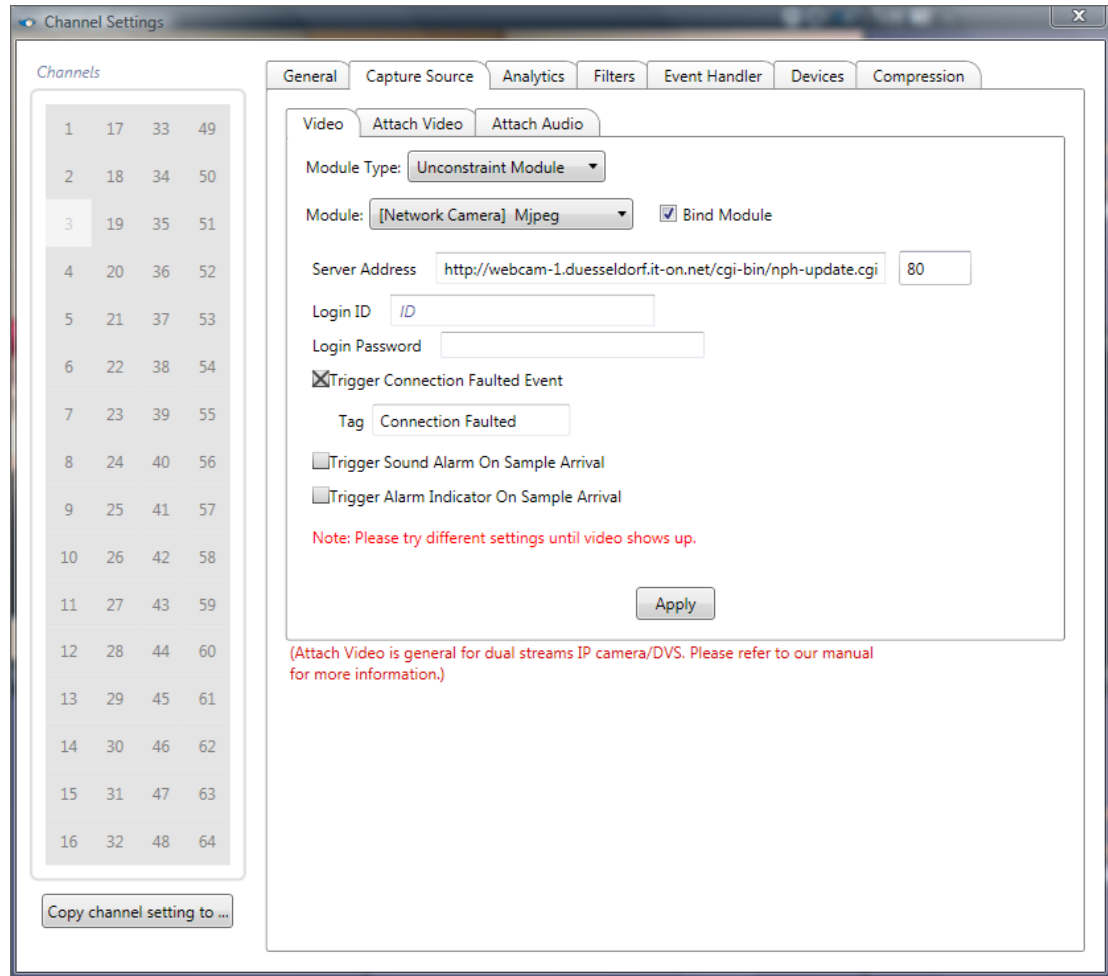 Channel Settings
Channels
1 17 33 49
2 18 34 50
3 19 35 51
4 20 36 52
5 21 37 53
6 22 38 54
7 23 39 55
8 24 40 56
9 25 41 57
10 26 42 58
11 27 43 59
12 28 44 60
13 29 45 61
14 30 46 62
15 31 47 63
16 32 48 64
Copy channel setting to ...
General Capture Source Analytics Filters Event Handler Devices Compression
Video Attach Video Attach Audio
Module Type: Unconstraint Module
Module: [Network Camera] Mjpeg Bind Module
Server Address http://webcam-1.duesseldorf.it-on.net/cgi-bin/nph-update.cgi 80
Login ID ID
Login Password
Trigger Connection Faulted Event
Tag Connection Faulted
Trigger Sound Alarm On Sample Arrival
Trigger Alarm Indicator On Sample Arrival
Note: Please try different settings until video shows up.
Apply
(Attach Video is general for dual streams IP camera/DVS. Please refer to our manual
for more information.)